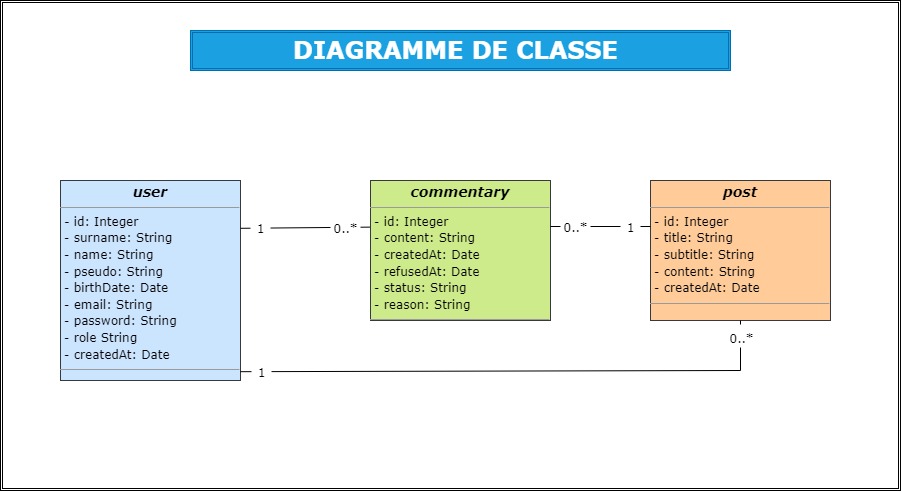 DIAGRAMME DE CLASSE
user
- id: Integer
- surname: String
- name: String
- pseudo: String
- birthDate: Date
- email: String
- password: String
- role String
- createdAt: Date
1
0..*
commentary
- id: Integer
- content: String
- createdAt: Date
- refusedAt: Date
- status: String
- reason: String
0..*
1
post
- id: Integer
- title: String
- subtitle: String
- content: String
- createdAt: Date
0..*
1